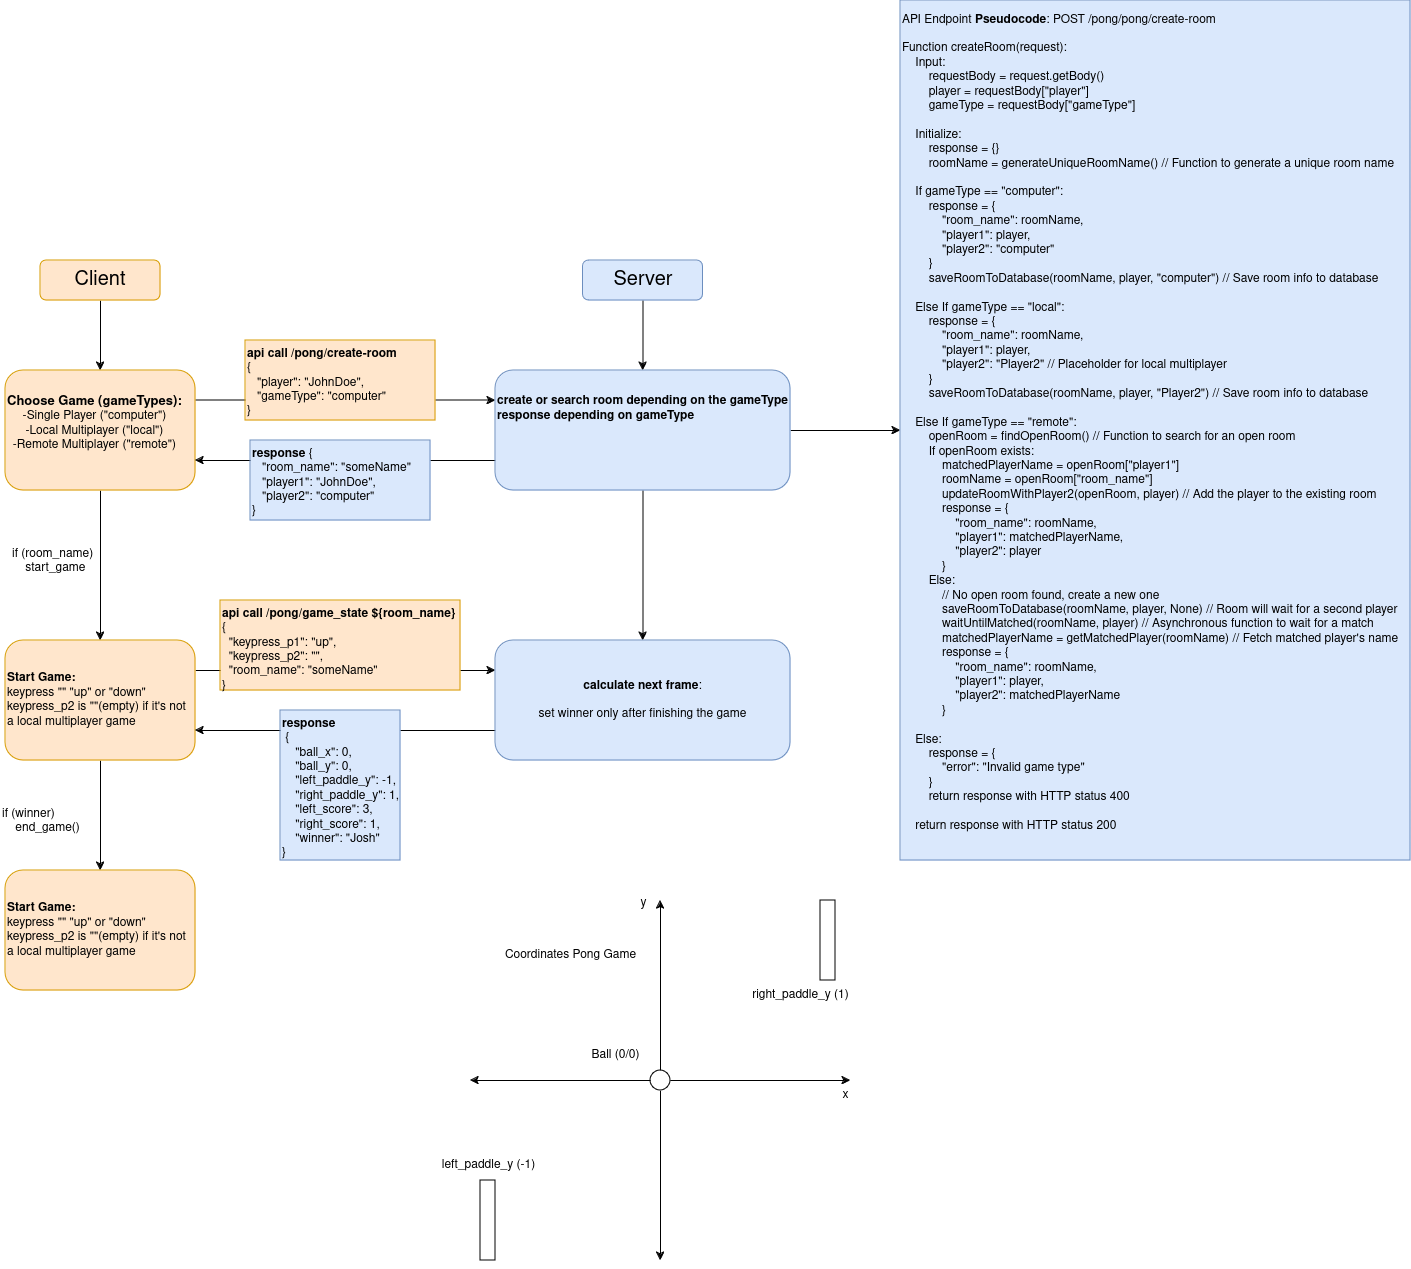 API Endpoint Pseudocode: POST /pong/pong/create-room
Function createRoom(request):
Input:
requestBody = request.getBody()
player = requestBody["player"]
gameType = requestBody["gameType"]
Initialize:
response = {}
roomName = generateUniqueRoomName() // Function to generate a unique room name
If gameType == "computer":
response = {
"room_name": roomName,
"player1": player,
"player2": "computer"
}
saveRoomToDatabase(roomName, player, "computer") // Save room info to database
Else If gameType == "local":
response = {
"room_name": roomName,
"player1": player,
"player2": "Player2" // Placeholder for local multiplayer
}
saveRoomToDatabase(roomName, player, "Player2") // Save room info to database
Else If gameType == "remote":
openRoom = findOpenRoom() // Function to search for an open room
If openRoom exists:
matchedPlayerName = openRoom["player1"]
roomName = openRoom["room_name"]
updateRoomWithPlayer2(openRoom, player) // Add the player to the existing room
response = {
"room_name": roomName,
"player1": matchedPlayerName,
"player2": player
}
Else:
// No open room found, create a new one
saveRoomToDatabase(roomName, player, None) // Room will wait for a second player
waitUntilMatched(roomName, player) // Asynchronous function to wait for a match
matchedPlayerName = getMatchedPlayer(roomName) // Fetch matched player's name
response = {
"room_name": roomName,
"player1": player,
"player2": matchedPlayerName
}
Else:
response = {
"error": "Invalid game type"
}
return response with HTTP status 400
return response with HTTP status 200
Client
Server
api call /pong/create-room
{
"player": "JohnDoe",
"gameType": "computer"
}
Choose Game (gameTypes):
-Single Player ("computer")
-Local Multiplayer ("local")
-Remote Multiplayer ("remote")
create or search room depending on the gameType
response depending on gameType
response {
"room_name": "someName"
"player1": "JohnDoe",
"player2": "computer"
}
if (room_name)
start_game
api call /pong/game_state ${room_name}
{
"keypress_p1": "up",
"keypress_p2": "",
"room_name": "someName"
}
Start Game:
keypress "" "up" or "down"
keypress_p2 is ""(empty) if it's not
a local multiplayer game
calculate next frame:
set winner only after finishing the game
response
{
"ball_x": 0,
"ball_y": 0,
"left_paddle_y": -1,
"right_paddle_y": 1,
"left_score": 3,
"right_score": 1,
"winner": "Josh"
}
if (winner)
end_game()
Start Game:
keypress "" "up" or "down"
keypress_p2 is ""(empty) if it's not
a local multiplayer game
y
Coordinates Pong Game
right_paddle_y (1)
Ball (0/0)
x
left_paddle_y (-1)